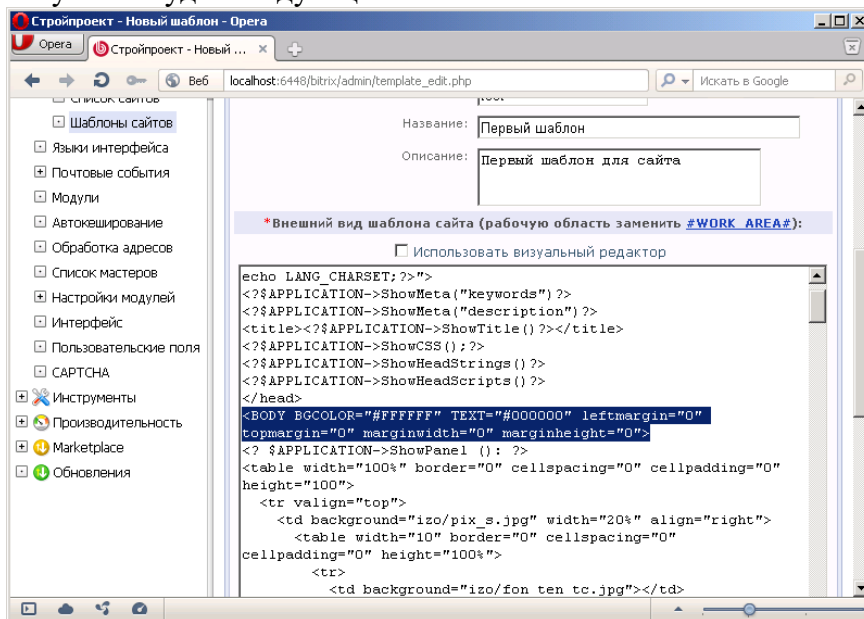 Стройпроект - Новый шаблон - Opera
Opera
Стройпроект - Новый ...
Веб
localhost:6448/bitrix/admin/template_edit.php
Искать в Google
Список сайтов
Шаблоны сайтов
Языки интерфейса
Почтовые события
Модули
Автокеширование
Обработка адресов
Список мастеров
Настройки модулей
Интерфейс
Пользовательские поля
CAPTCHA
Инструменты
Производительность
Marketplace
Обновления
Название:
Первый шаблон
Описание:
Первый шаблон для сайта
*Внешний вид шаблона сайта (рабочую область заменить #WORK_AREA#):
Использовать визуальный редактор
echo LANG_CHARSET;?>">
<?$APPLICATION->ShowMeta("keywords")?>
<?$APPLICATION->ShowMeta("description")?>
<title><?$APPLICATION->ShowTitle()?></title>
<?$APPLICATION->ShowCSS();?>
<?$APPLICATION->ShowHeadStrings()?>
<?$APPLICATION->ShowHeadScripts()?>
</head>
<BODY BGCOLOR="#FFFFFF" TEXT="#000000" leftmargin="0"
topmargin="0" marginwidth="0" marginheight="0">
<? $APPLICATION->ShowPanel (): ?>
<table width="100%" border="0" cellspacing="0" cellpadding="0"
height="100">
<tr valign="top">
<td background="izo/pix_s.jpg" width="20%" align="right">
<table width="10" border="0" cellspacing="0"
cellpadding="0" height="100%">
<tr>
<td background="izo/fon ten tc.jpg"></td>